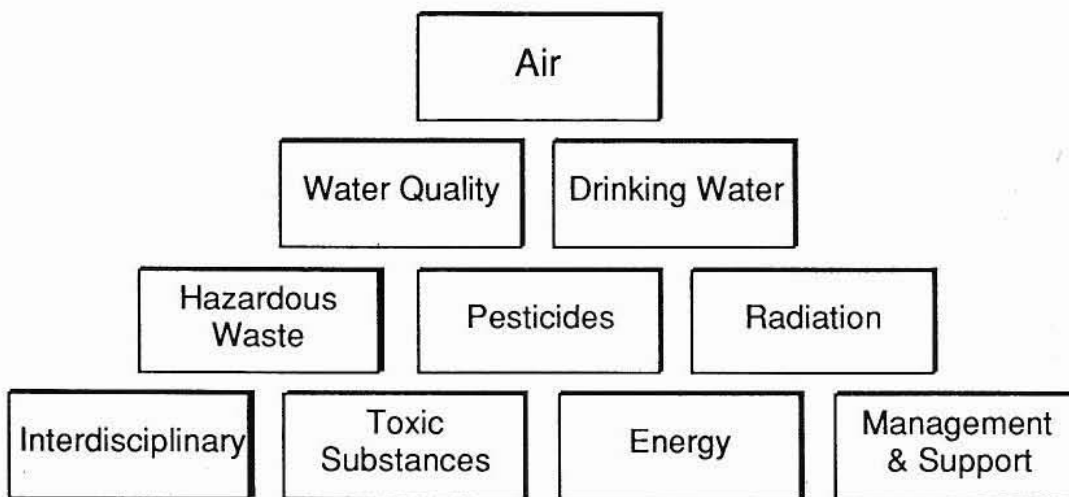 Air
Water Quality
Drinking Water
Hazardous
Waste
Pesticides
Radiation
Interdisciplinary
Toxic
Substances
Energy
Management
& Support